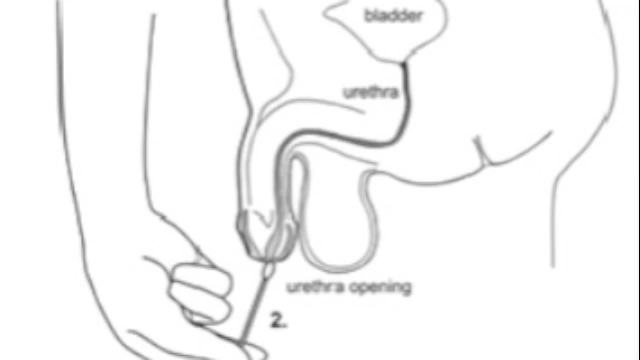 bladder
urethra
urethra opening
2.